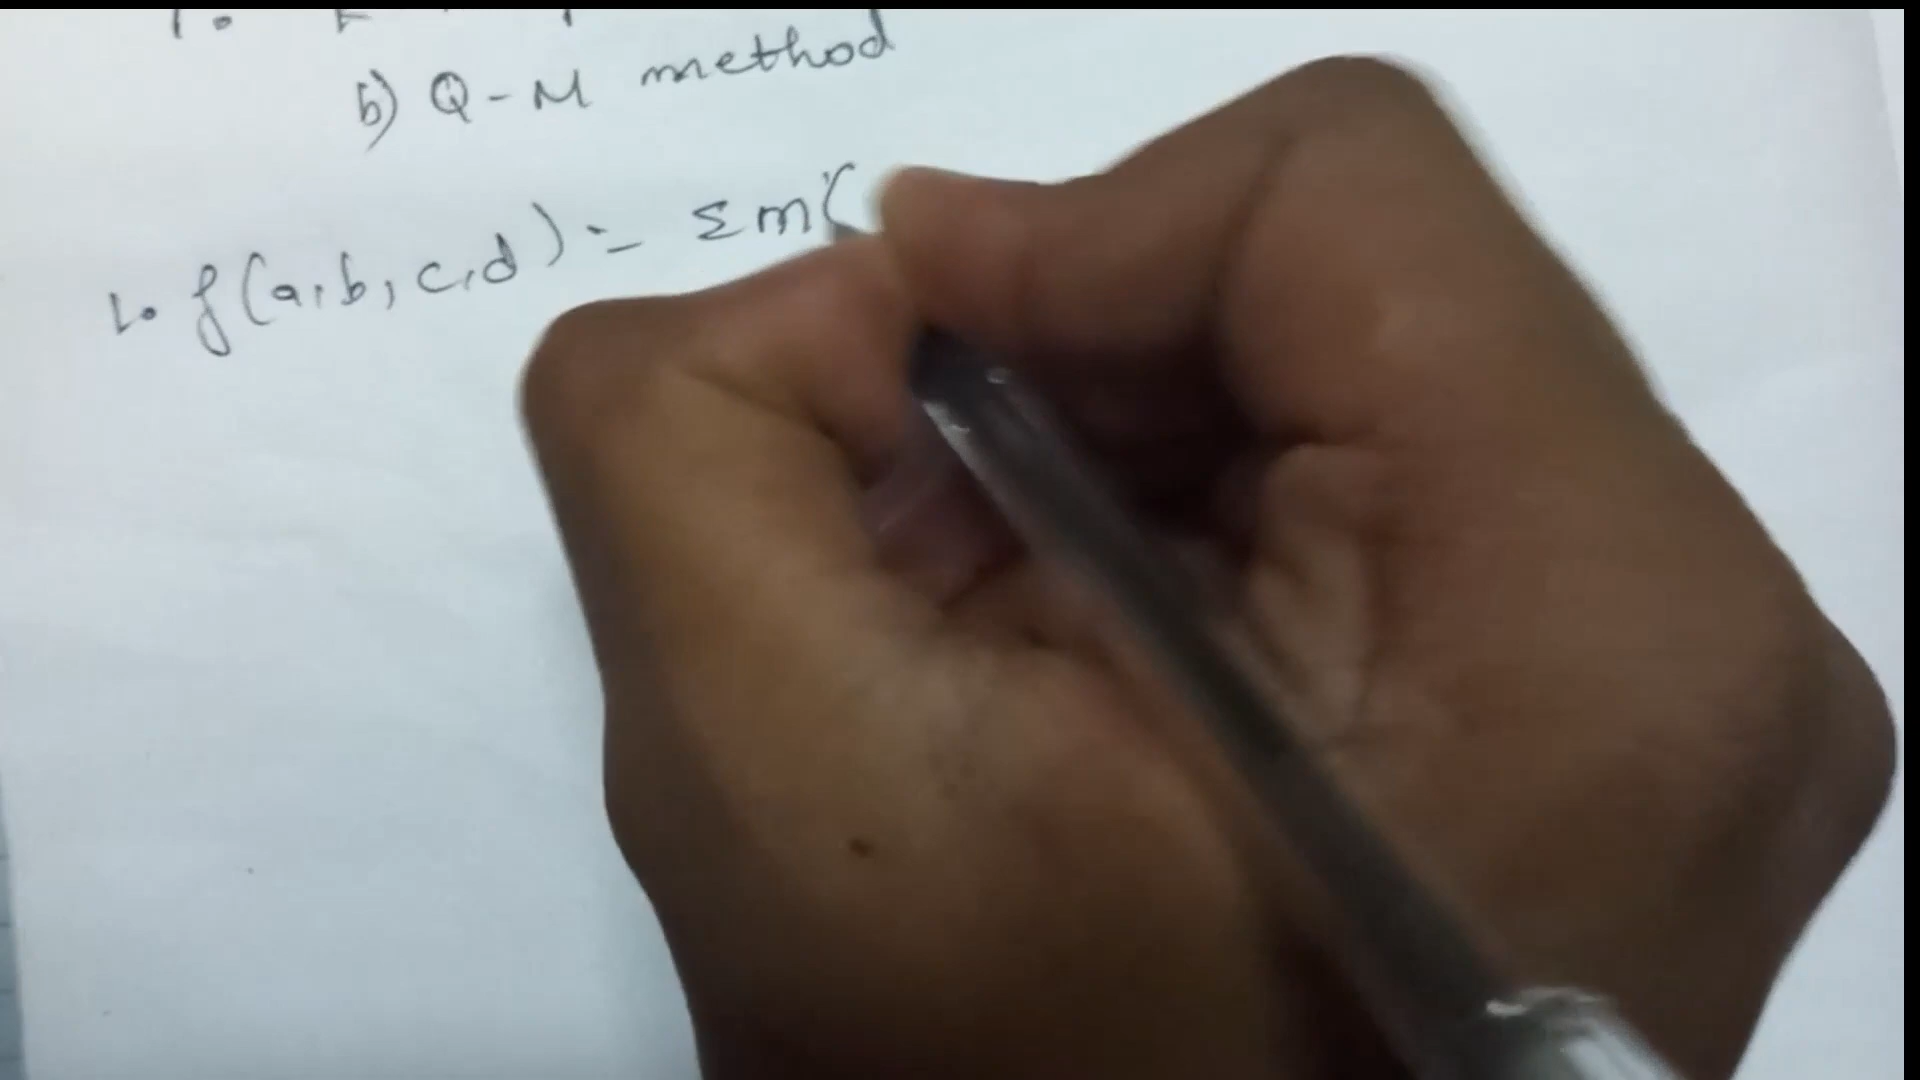 b) Q-M method
1. f(a,b,c,d) = Σm(